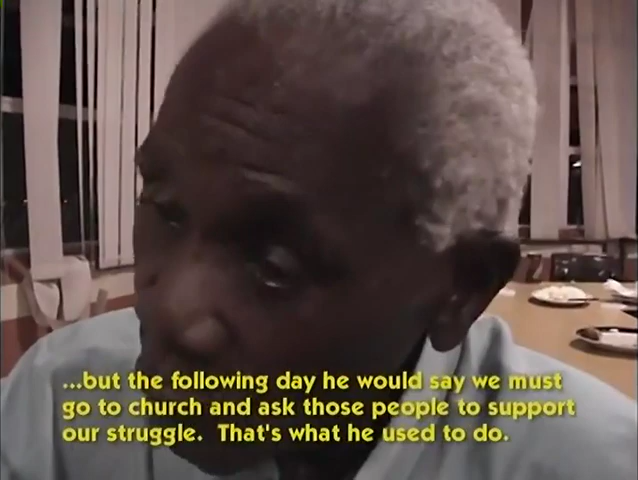 ...but the following day he would say we must
go to church and ask those people to support
our struggle. That's what he used to do.